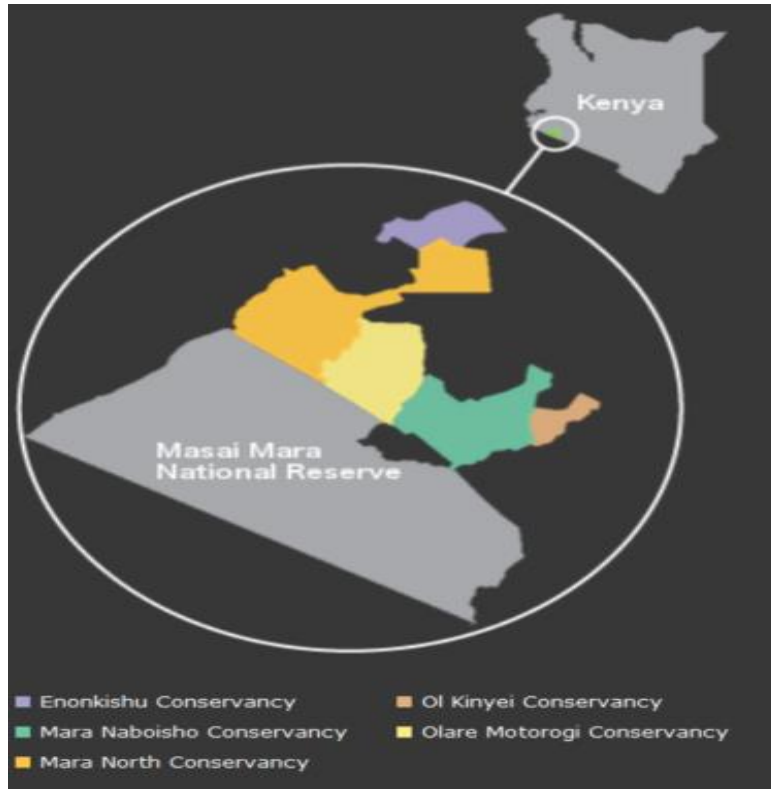 Kenya
Masai Mara
National Reserve
Enonkishu Conservancy
Ol Kinyei Conservancy
Mara Naboisho Conservancy
Olare Motorogi Conservancy
Mara North Conservancy